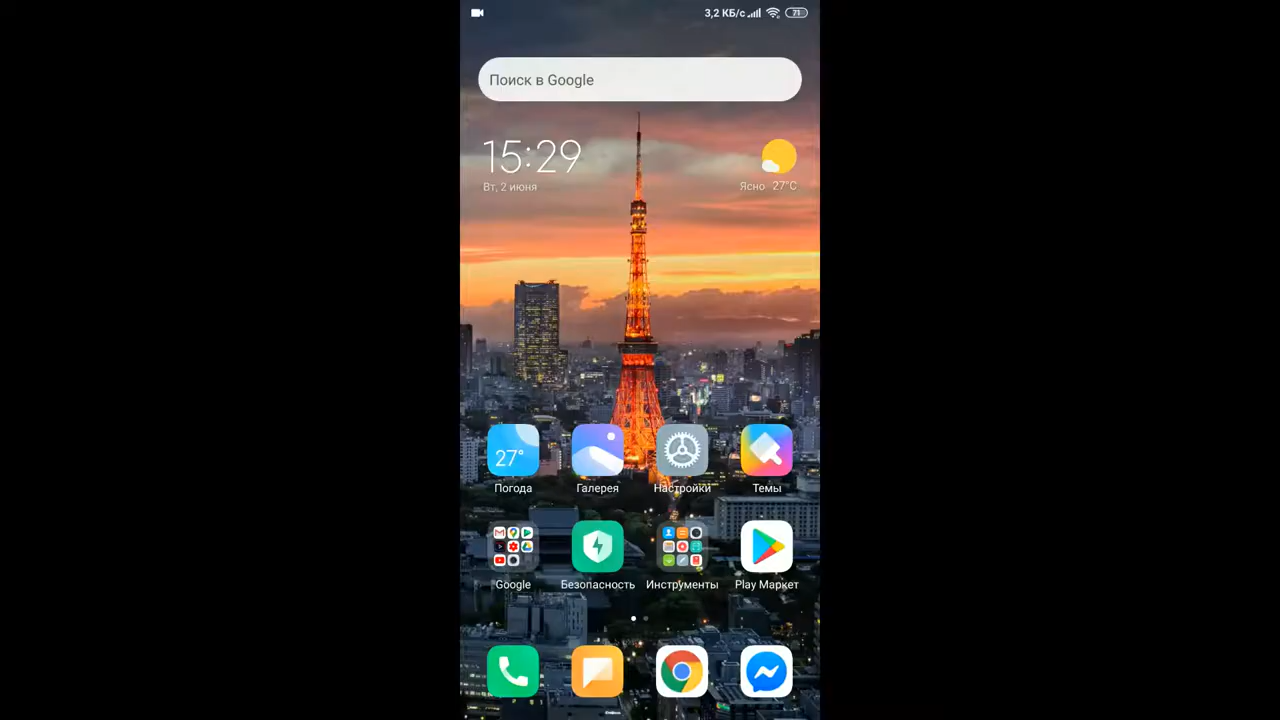 3,2 КБ/с 71
Поиск в Google
15:29
Вт, 2 июня
Ясно 27°C
27°
Погода Галерея Настройки Темы
Google Безопасность Инструменты Play Маркет